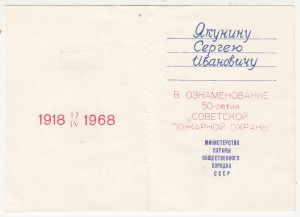 1918 17/IV 1968
Якунину
Сергею
Ивановичу
В ОЗНАМЕНОВАНИЕ
50-летия
СОВЕТСКОЙ
ПОЖАРНОЙ ОХРАНЫ
МИНИСТЕРСТВО
ОХРАНЫ
ОБЩЕСТВЕННОГО
ПОРЯДКА
СССР